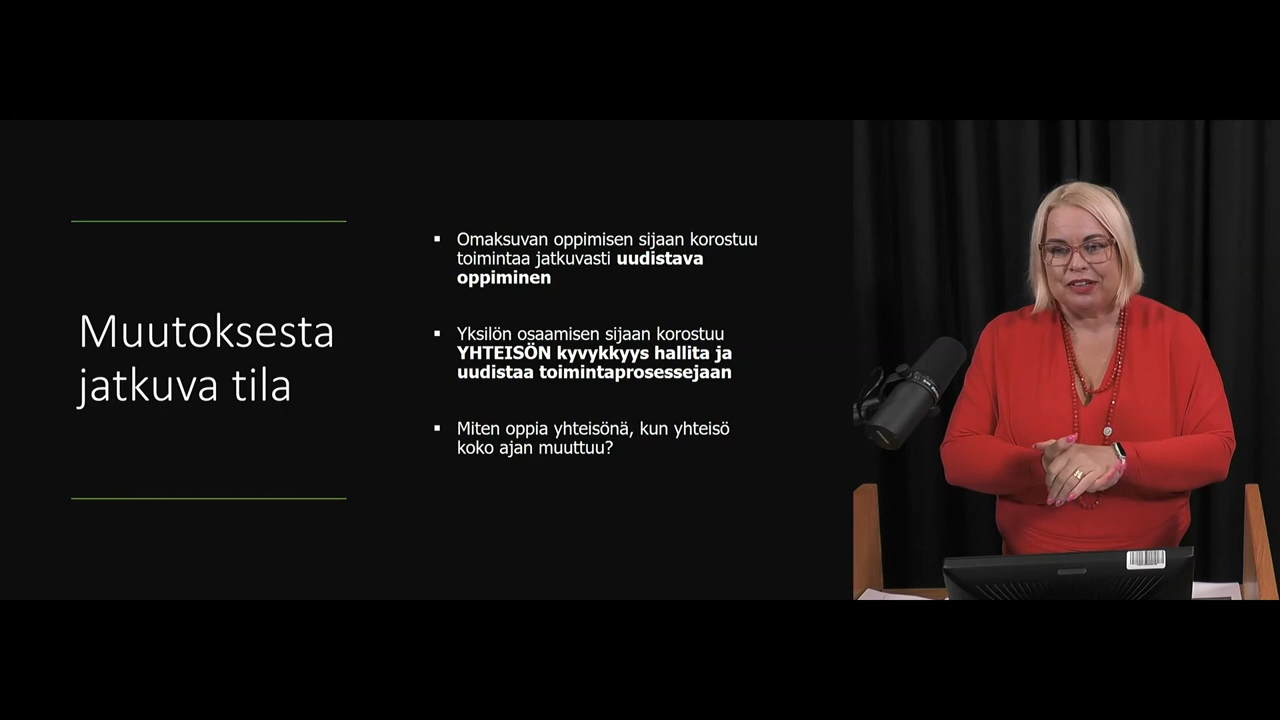 Muutoksesta
jatkuva tila
▪ Omaksuvan oppimisen sijaan korostuu
toimintaa jatkuvasti uudistava
oppiminen
▪ Yksilön osaamisen sijaan korostuu
YHTEISÖN kyvykkyys hallita ja
uudistaa toimintaprosessejaan
▪ Miten oppia yhteisönä, kun yhteisö
koko ajan muuttuu?